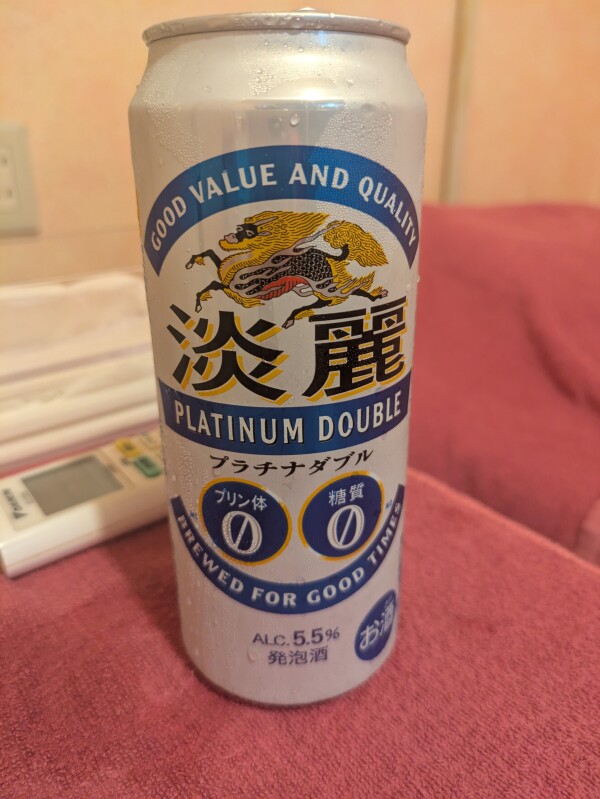 GOOD VALUE AND QUALITY
淡麗
PLATINUM DOUBLE
プラチナダブル
プリン体 糖質
0 0
BREWED FOR GOOD TIMES
ALC. 5.5%
発泡酒
お酒